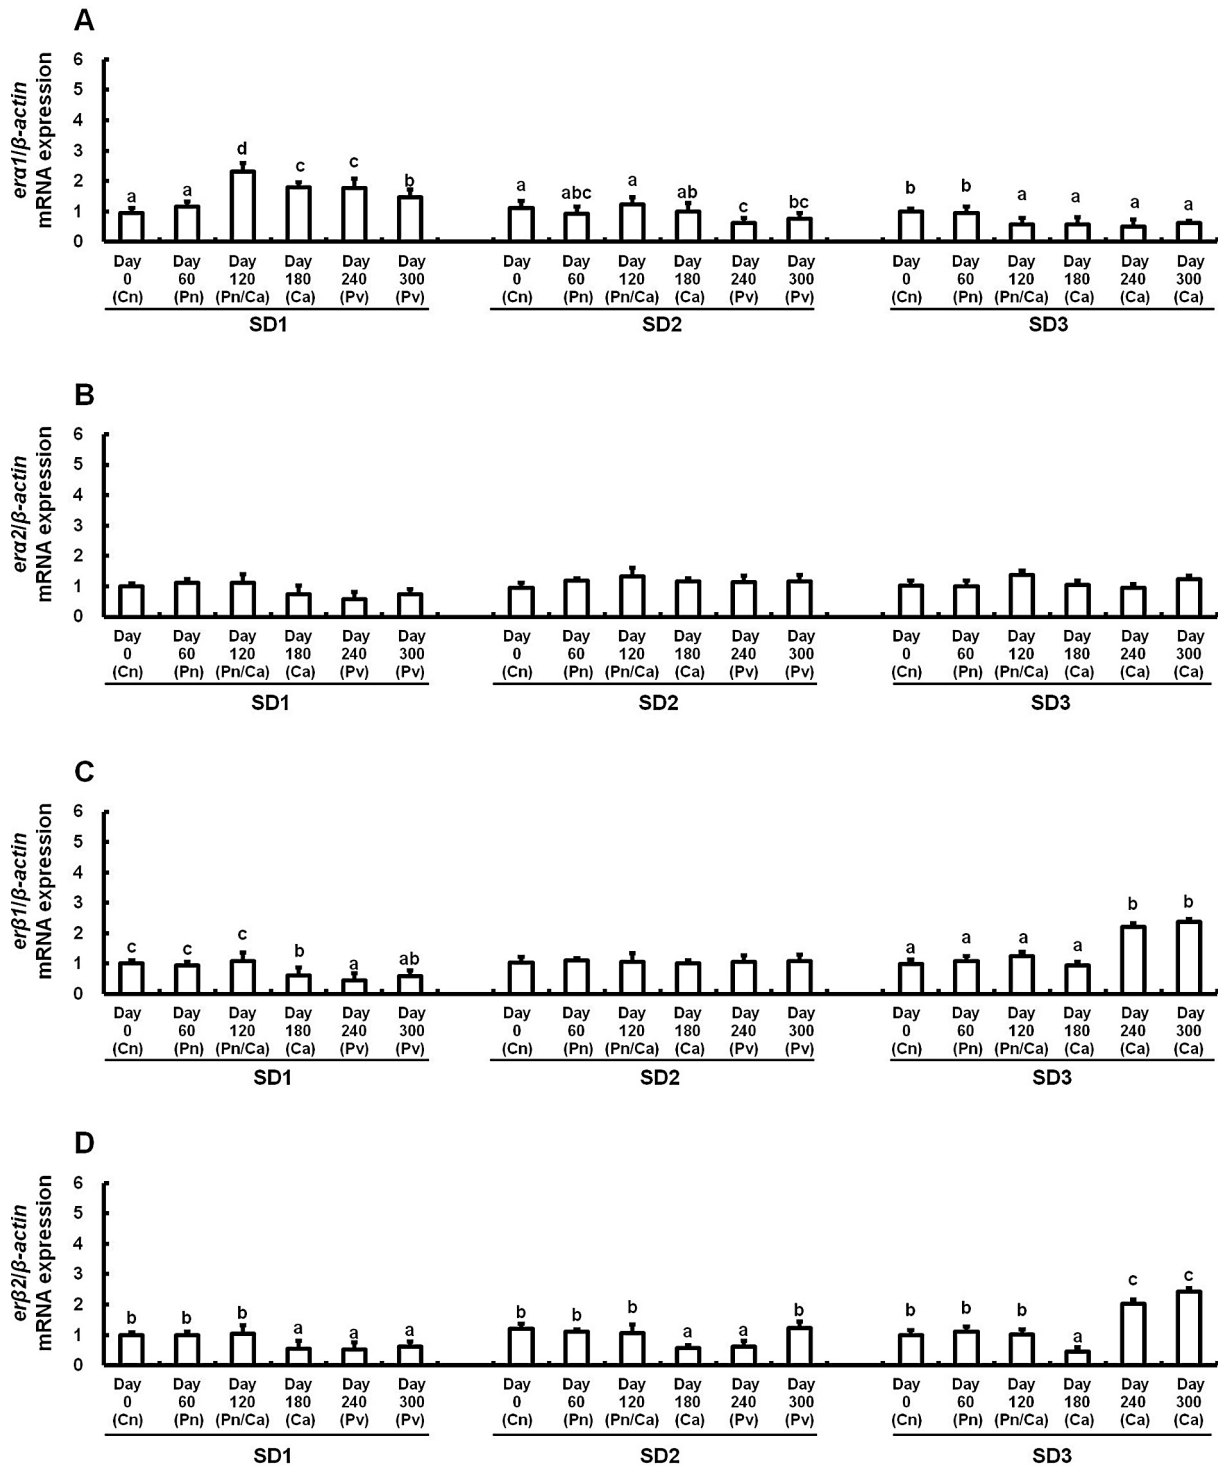 A
erα1/β-actin
mRNA expression
6
5
4
3
2
1
0
a a d c c b a abc a ab c bc b b a a a a
Day Day Day Day Day Day Day Day Day Day Day Day Day Day Day Day Day Day
0 60 120 180 240 300 0 60 120 180 240 300 0 60 120 180 240 300
(Cn) (Pn) (Pn/Ca) (Ca) (Pv) (Pv) (Cn) (Pn) (Pn/Ca) (Ca) (Pv) (Pv) (Cn) (Pn) (Pn/Ca) (Ca) (Ca) (Ca)
SD1 SD2 SD3
B
erα2/β-actin
mRNA expression
6
5
4
3
2
1
0
Day Day Day Day Day Day Day Day Day Day Day Day Day Day Day Day Day Day
0 60 120 180 240 300 0 60 120 180 240 300 0 60 120 180 240 300
(Cn) (Pn) (Pn/Ca) (Ca) (Pv) (Pv) (Cn) (Pn) (Pn/Ca) (Ca) (Pv) (Pv) (Cn) (Pn) (Pn/Ca) (Ca) (Ca) (Ca)
SD1 SD2 SD3
C
erβ1/β-actin
mRNA expression
6
5
4
3
2
1
0
c c c b a ab a a a a b b
Day Day Day Day Day Day Day Day Day Day Day Day Day Day Day Day Day Day
0 60 120 180 240 300 0 60 120 180 240 300 0 60 120 180 240 300
(Cn) (Pn) (Pn/Ca) (Ca) (Pv) (Pv) (Cn) (Pn) (Pn/Ca) (Ca) (Pv) (Pv) (Cn) (Pn) (Pn/Ca) (Ca) (Ca) (Ca)
SD1 SD2 SD3
D
erβ2/β-actin
mRNA expression
6
5
4
3
2
1
0
b b b a a a b b b a a b b b b a c c
Day Day Day Day Day Day Day Day Day Day Day Day Day Day Day Day Day Day
0 60 120 180 240 300 0 60 120 180 240 300 0 60 120 180 240 300
(Cn) (Pn) (Pn/Ca) (Ca) (Pv) (Pv) (Cn) (Pn) (Pn/Ca) (Ca) (Pv) (Pv) (Cn) (Pn) (Pn/Ca) (Ca) (Ca) (Ca)
SD1 SD2 SD3